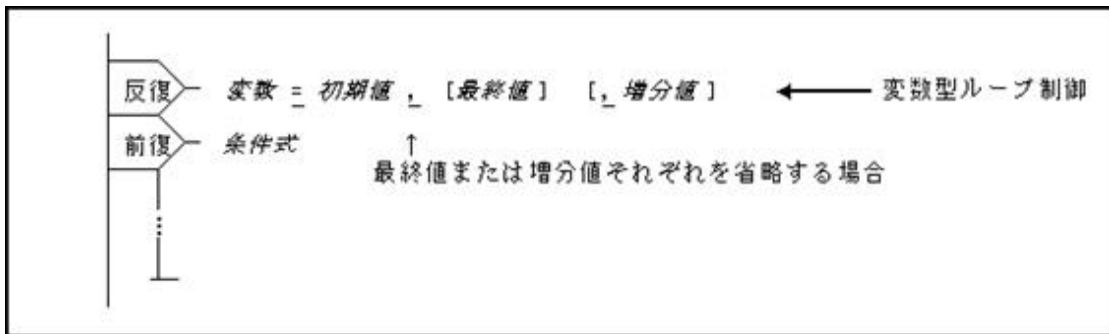 反復 変数 = 初期値 , [最終値] [, 増分値] 変数型ループ制御
前復 条件式
最終値または増分値それぞれを省略する場合